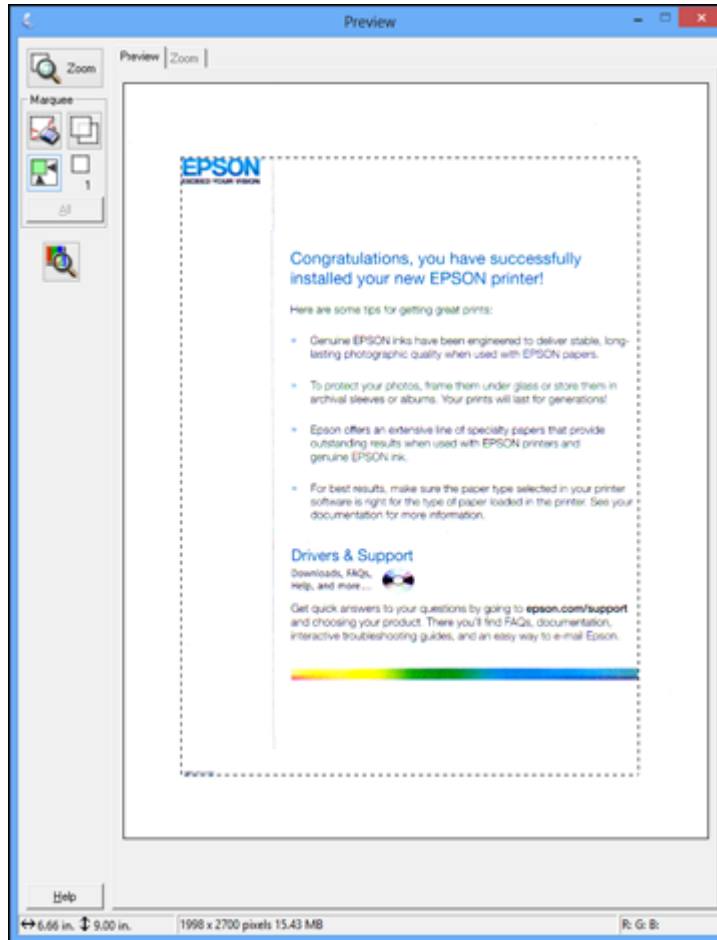 Preview
Zoom
Preview
Zoom
Marquee
1
All
EPSON
EXCEED YOUR VISION
Congratulations, you have successfully
installed your new EPSON printer!
Here are some tips for getting great prints:
Genuine EPSON inks have been engineered to deliver stable, long-
lasting photographic quality when used with EPSON papers.
To protect your photos, frame them under glass or store them in
archival sleeves or albums. Your prints will last for generations!
Epson offers an extensive line of specialty papers that provide
outstanding results when used with EPSON printers and
genuine EPSON ink.
For best results, make sure the paper type selected in your printer
software is right for the type of paper loaded in the printer. See your
documentation for more information.
Drivers & Support
Downloads, FAQs,
Help, and more...
Get quick answers to your questions by going to epson.com/support
and choosing your product. There you'll find FAQs, documentation,
interactive troubleshooting guides, and an easy way to e-mail Epson.
Help
6.66 in. 9.00 in.
1998 x 2700 pixels 15.43 MB
R: G: B: